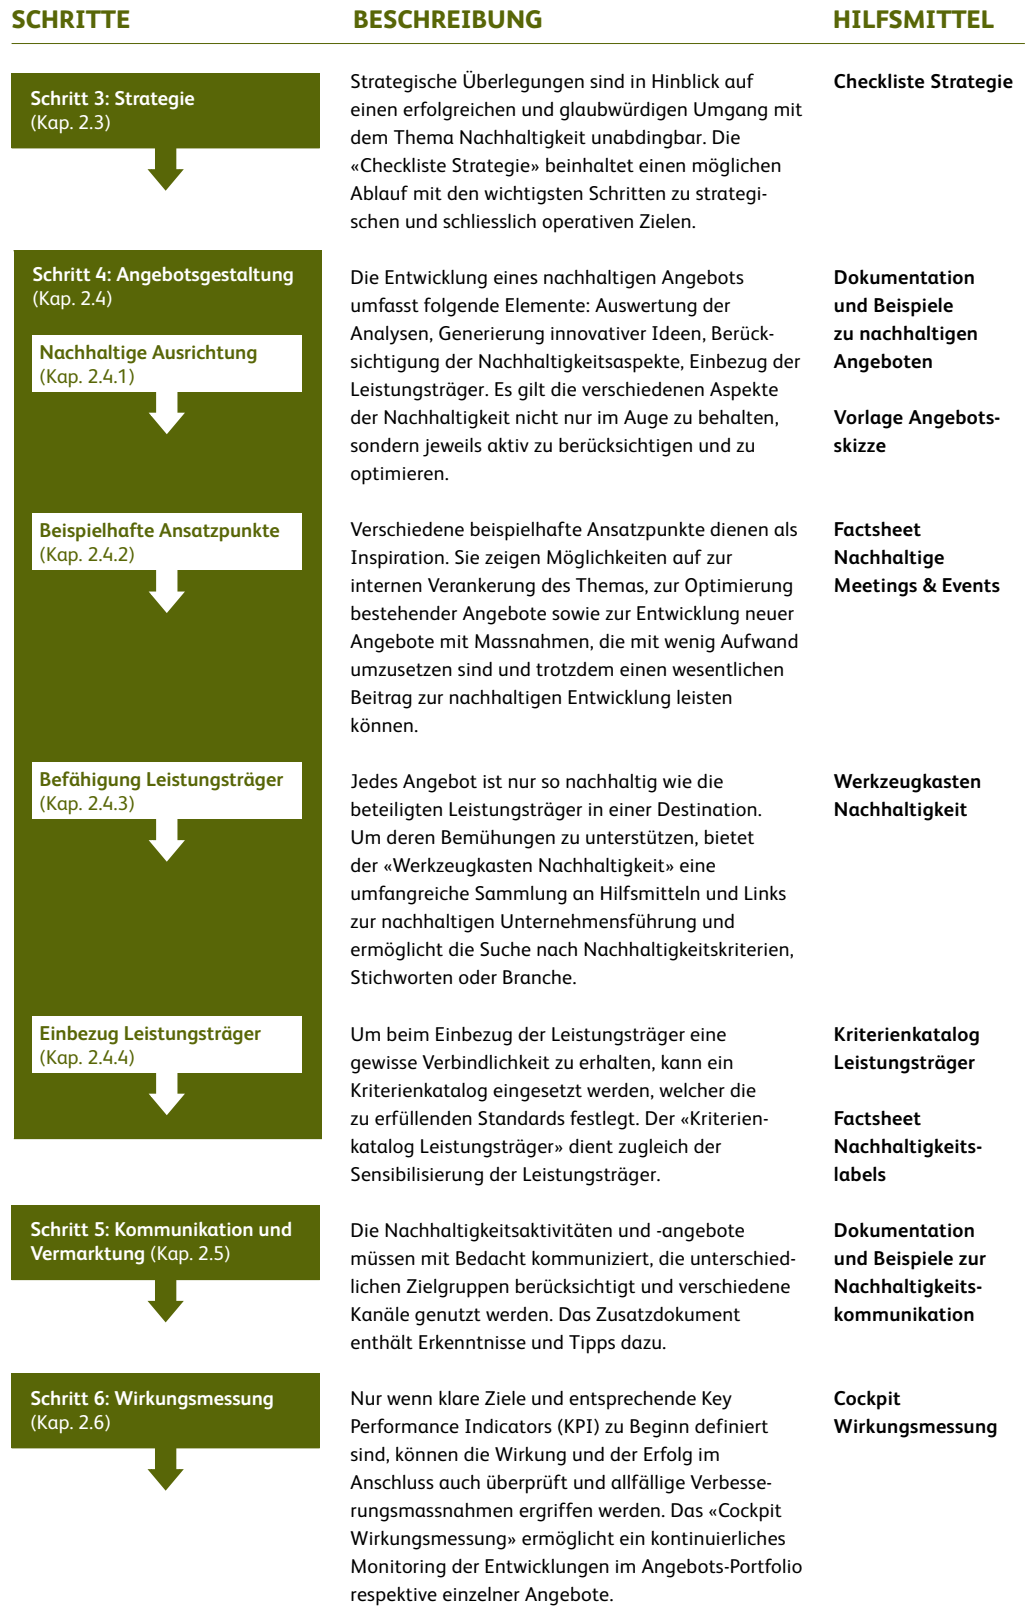 SCHRITTE
BESCHREIBUNG
HILFSMITTEL
Schritt 3: Strategie
(Kap. 2.3)
Strategische Überlegungen sind in Hinblick auf
einen erfolgreichen und glaubwürdigen Umgang mit
dem Thema Nachhaltigkeit unabdingbar. Die
«Checkliste Strategie» beinhaltet einen möglichen
Ablauf mit den wichtigsten Schritten zu strategi-
schen und schliesslich operativen Zielen.
Checkliste Strategie
Schritt 4: Angebotsgestaltung
(Kap. 2.4)
Nachhaltige Ausrichtung
(Kap. 2.4.1)
Die Entwicklung eines nachhaltigen Angebots
umfasst folgende Elemente: Auswertung der
Analysen, Generierung innovativer Ideen, Berück-
sichtigung der Nachhaltigkeitsaspekte, Einbezug der
Leistungsträger. Es gilt die verschiedenen Aspekte
der Nachhaltigkeit nicht nur im Auge zu behalten,
sondern jeweils aktiv zu berücksichtigen und zu
optimieren.
Dokumentation
und Beispiele
zu nachhaltigen
Angeboten
Vorlage Angebots-
skizze
Beispielhafte Ansatzpunkte
(Kap. 2.4.2)
Verschiedene beispielhafte Ansatzpunkte dienen als
Inspiration. Sie zeigen Möglichkeiten auf zur
internen Verankerung des Themas, zur Optimierung
bestehender Angebote sowie zur Entwicklung neuer
Angebote mit Massnahmen, die mit wenig Aufwand
umzusetzen sind und trotzdem einen wesentlichen
Beitrag zur nachhaltigen Entwicklung leisten
können.
Factsheet
Nachhaltige
Meetings & Events
Befähigung Leistungsträger
(Kap. 2.4.3)
Jedes Angebot ist nur so nachhaltig wie die
beteiligten Leistungsträger in einer Destination.
Um deren Bemühungen zu unterstützen, bietet
der «Werkzeugkasten Nachhaltigkeit» eine
umfangreiche Sammlung an Hilfsmitteln und Links
zur nachhaltigen Unternehmensführung und
ermöglicht die Suche nach Nachhaltigkeitskriterien,
Stichworten oder Branche.
Werkzeugkasten
Nachhaltigkeit
Einbezug Leistungsträger
(Kap. 2.4.4)
Um beim Einbezug der Leistungsträger eine
gewisse Verbindlichkeit zu erhalten, kann ein
Kriterienkatalog eingesetzt werden, welcher die
zu erfüllenden Standards festlegt. Der «Kriterien-
katalog Leistungsträger» dient zugleich der
Sensibilisierung der Leistungsträger.
Kriterienkatalog
Leistungsträger
Factsheet
Nachhaltigkeits-
labels
Schritt 5: Kommunikation und
Vermarktung (Kap. 2.5)
Die Nachhaltigkeitsaktivitäten und -angebote
müssen mit Bedacht kommuniziert, die unterschied-
lichen Zielgruppen berücksichtigt und verschiedene
Kanäle genutzt werden. Das Zusatzdokument
enthält Erkenntnisse und Tipps dazu.
Dokumentation
und Beispiele zur
Nachhaltigkeits-
kommunikation
Schritt 6: Wirkungsmessung
(Kap. 2.6)
Nur wenn klare Ziele und entsprechende Key
Performance Indicators (KPI) zu Beginn definiert
sind, können die Wirkung und der Erfolg im
Anschluss auch überprüft und allfällige Verbesse-
rungsmassnahmen ergriffen werden. Das «Cockpit
Wirkungsmessung» ermöglicht ein kontinuierliches
Monitoring der Entwicklungen im Angebots-Portfolio
respektive einzelner Angebote.
Cockpit
Wirkungsmessung